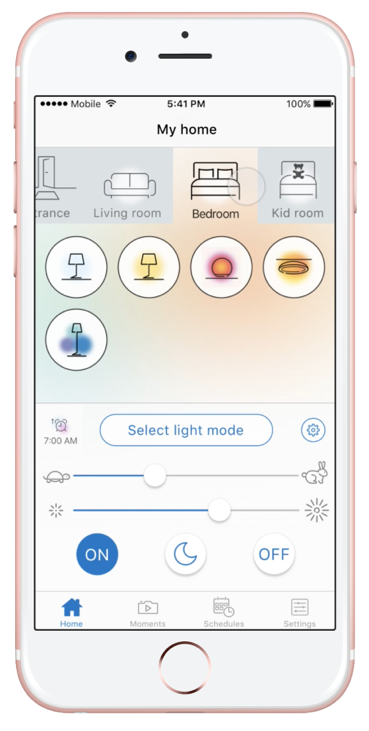 Mobile 5:41 PM 100%
My home
trance Living room Bedroom Kid room
7:00 AM Select light mode
ON OFF
Home Moments Schedules Settings